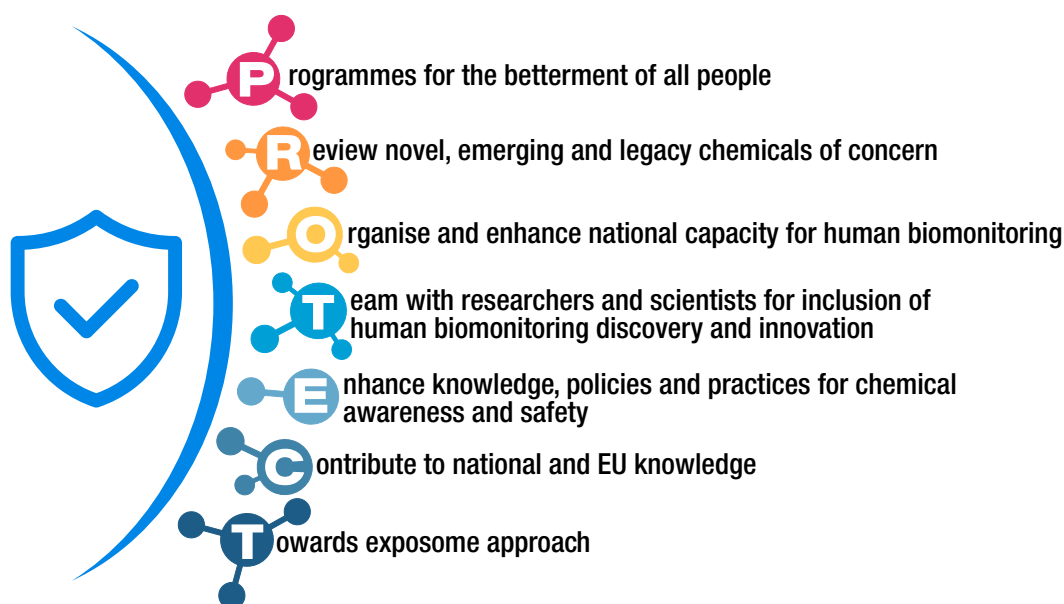 Programmes for the betterment of all people
Review novel, emerging and legacy chemicals of concern
Organise and enhance national capacity for human biomonitoring
Team with researchers and scientists for inclusion of
human biomonitoring discovery and innovation
Enhance knowledge, policies and practices for chemical
awareness and safety
Contribute to national and EU knowledge
Towards exposome approach